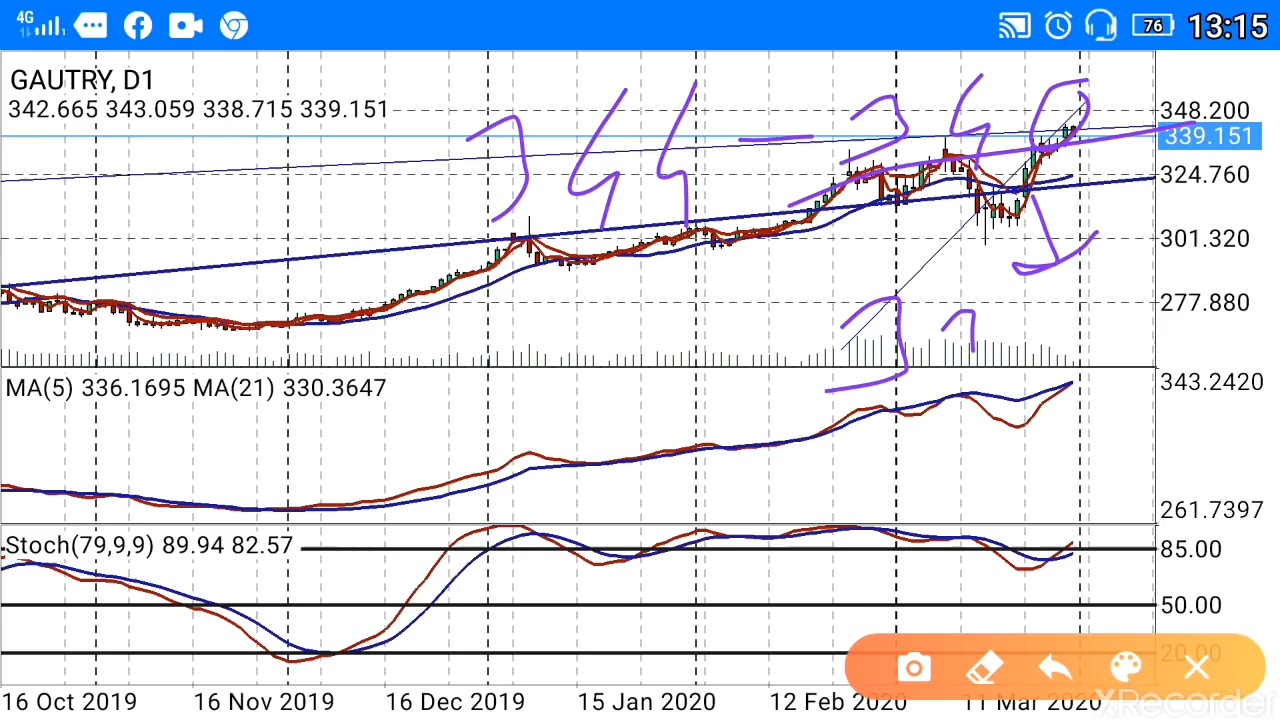 4G 76 13:15
GAUTRY, D1
342.665 343.059 338.715 339.151
348.200
339.151
324.760
301.320
277.880
344 - 348
MA(5) 336.1695 MA(21) 330.3647
343.2420
261.7397
Stoch(79,9,9) 89.94 82.57
85.00
50.00
20.00
16 Oct 2019 16 Nov 2019 16 Dec 2019 15 Jan 2020 12 Feb 2020 11 Mar 2020
XRecorder